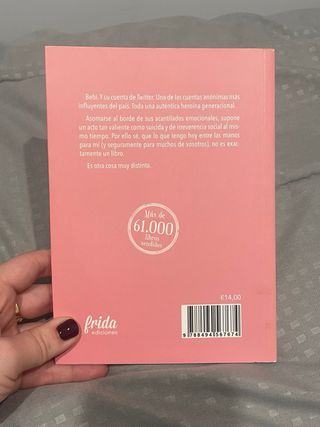 Bebi. Y su cuenta de Twitter. Una de las cuentas anónimas más
influyentes del país. Toda una auténtica heroína generacional.
Asomarse al borde de sus acantilados emocionales, supone
un acto tan valiente como suicida y de irreverencia social al mis-
mo tiempo. Por ello sé, que lo que tengo hoy entre las manos
para mí (y seguramente para muchos de vosotros), no es exac-
tamente un libro.
Es otra cosa muy distinta.
Más de
61.000
libros
vendidos
€14,00
9 788494 567674
frida
ediciones